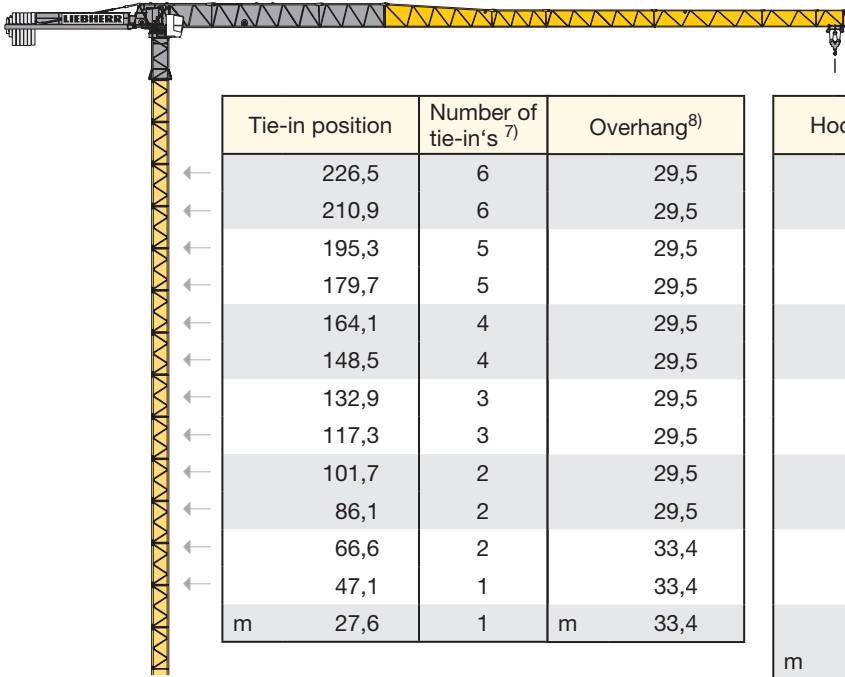 LIEBHERR
Tie-in position Number of tie-in‘s 7) Overhang8)
226,5 6 29,5
210,9 6 29,5
195,3 5 29,5
179,7 5 29,5
164,1 4 29,5
148,5 4 29,5
132,9 3 29,5
117,3 3 29,5
101,7 2 29,5
86,1 2 29,5
66,6 2 33,4
47,1 1 33,4
m 27,6 1 m 33,4
m